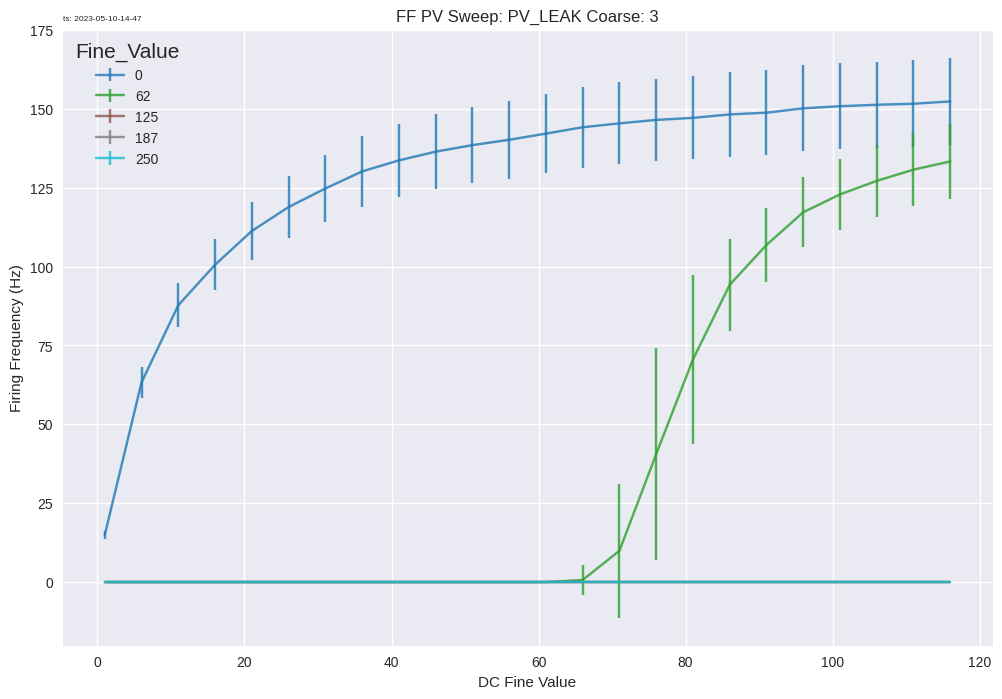 ts: 2023-05-10-14-47
FF PV Sweep: PV_LEAK Coarse: 3
Fine_Value
0
62
125
187
250
Firing Frequency (Hz)
175
150
125
100
75
50
25
0
0 20 40 60 80 100 120
DC Fine Value